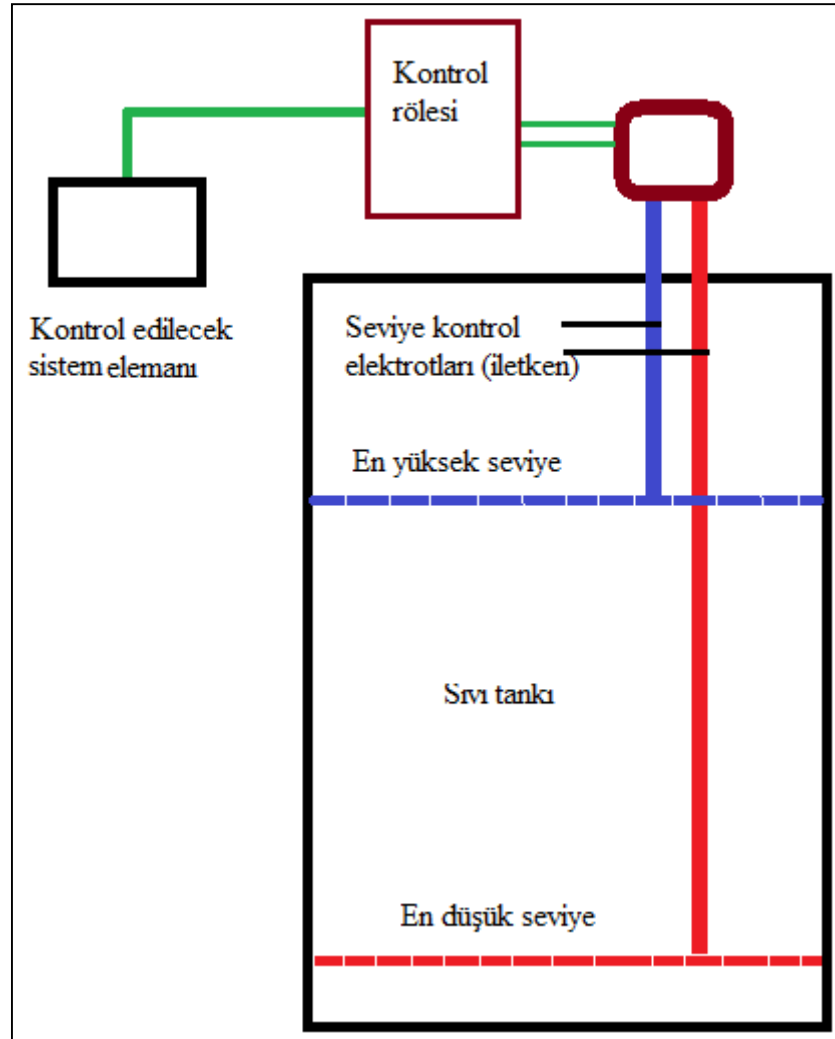 Kontrol
rölesi
Kontrol edilecek
sistem elemanı
Seviye kontrol
elektrotları (iletken)
En yüksek seviye
Sıvı tankı
En düşük seviye